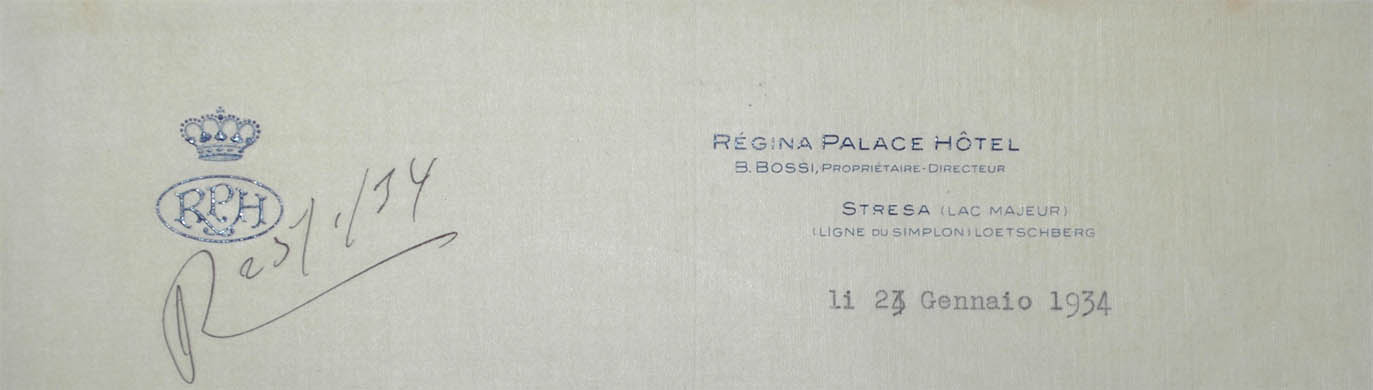 RPH
R 25/1/34
RÉGINA PALACE HÔTEL
B. BOSSI, PROPRIÉTAIRE-DIRECTEUR
STRESA (LAC MAJEUR)
(LIGNE DU SIMPLON) LOETSCHBERG
li Gennaio 1934